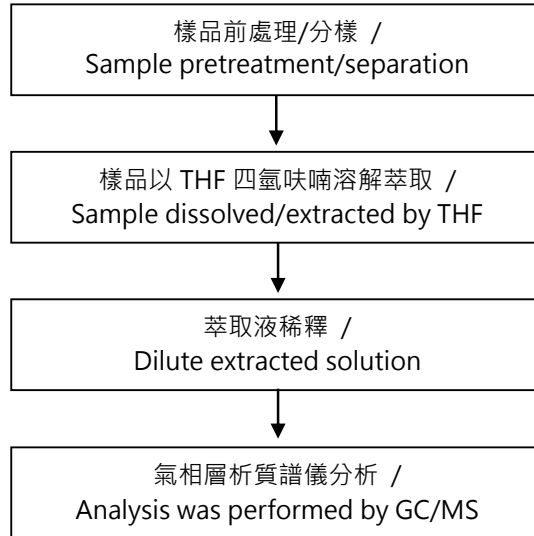 樣品前處理/分樣 /
Sample pretreatment/separation
樣品以 THF 四氫呋喃溶解萃取 /
Sample dissolved/extracted by THF
萃取液稀釋 /
Dilute extracted solution
氣相層析質譜儀分析 /
Analysis was performed by GC/MS